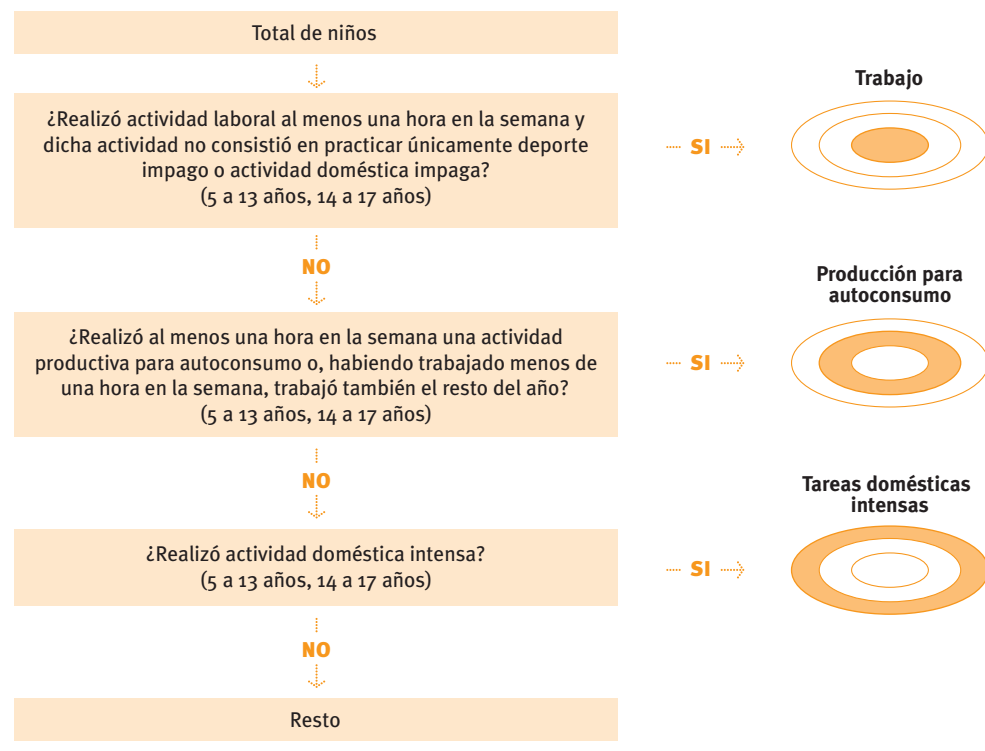 Total de niños
¿Realizó actividad laboral al menos una hora en la semana y
dicha actividad no consistió en practicar únicamente deporte
impago o actividad doméstica impaga?
(5 a 13 años, 14 a 17 años)
SI
Trabajo
NO
¿Realizó al menos una hora en la semana una actividad
productiva para autoconsumo o, habiendo trabajado menos de
una hora en la semana, trabajó también el resto del año?
(5 a 13 años, 14 a 17 años)
SI
Producción para
autoconsumo
NO
¿Realizó actividad doméstica intensa?
(5 a 13 años, 14 a 17 años)
SI
Tareas domésticas
intensas
NO
Resto